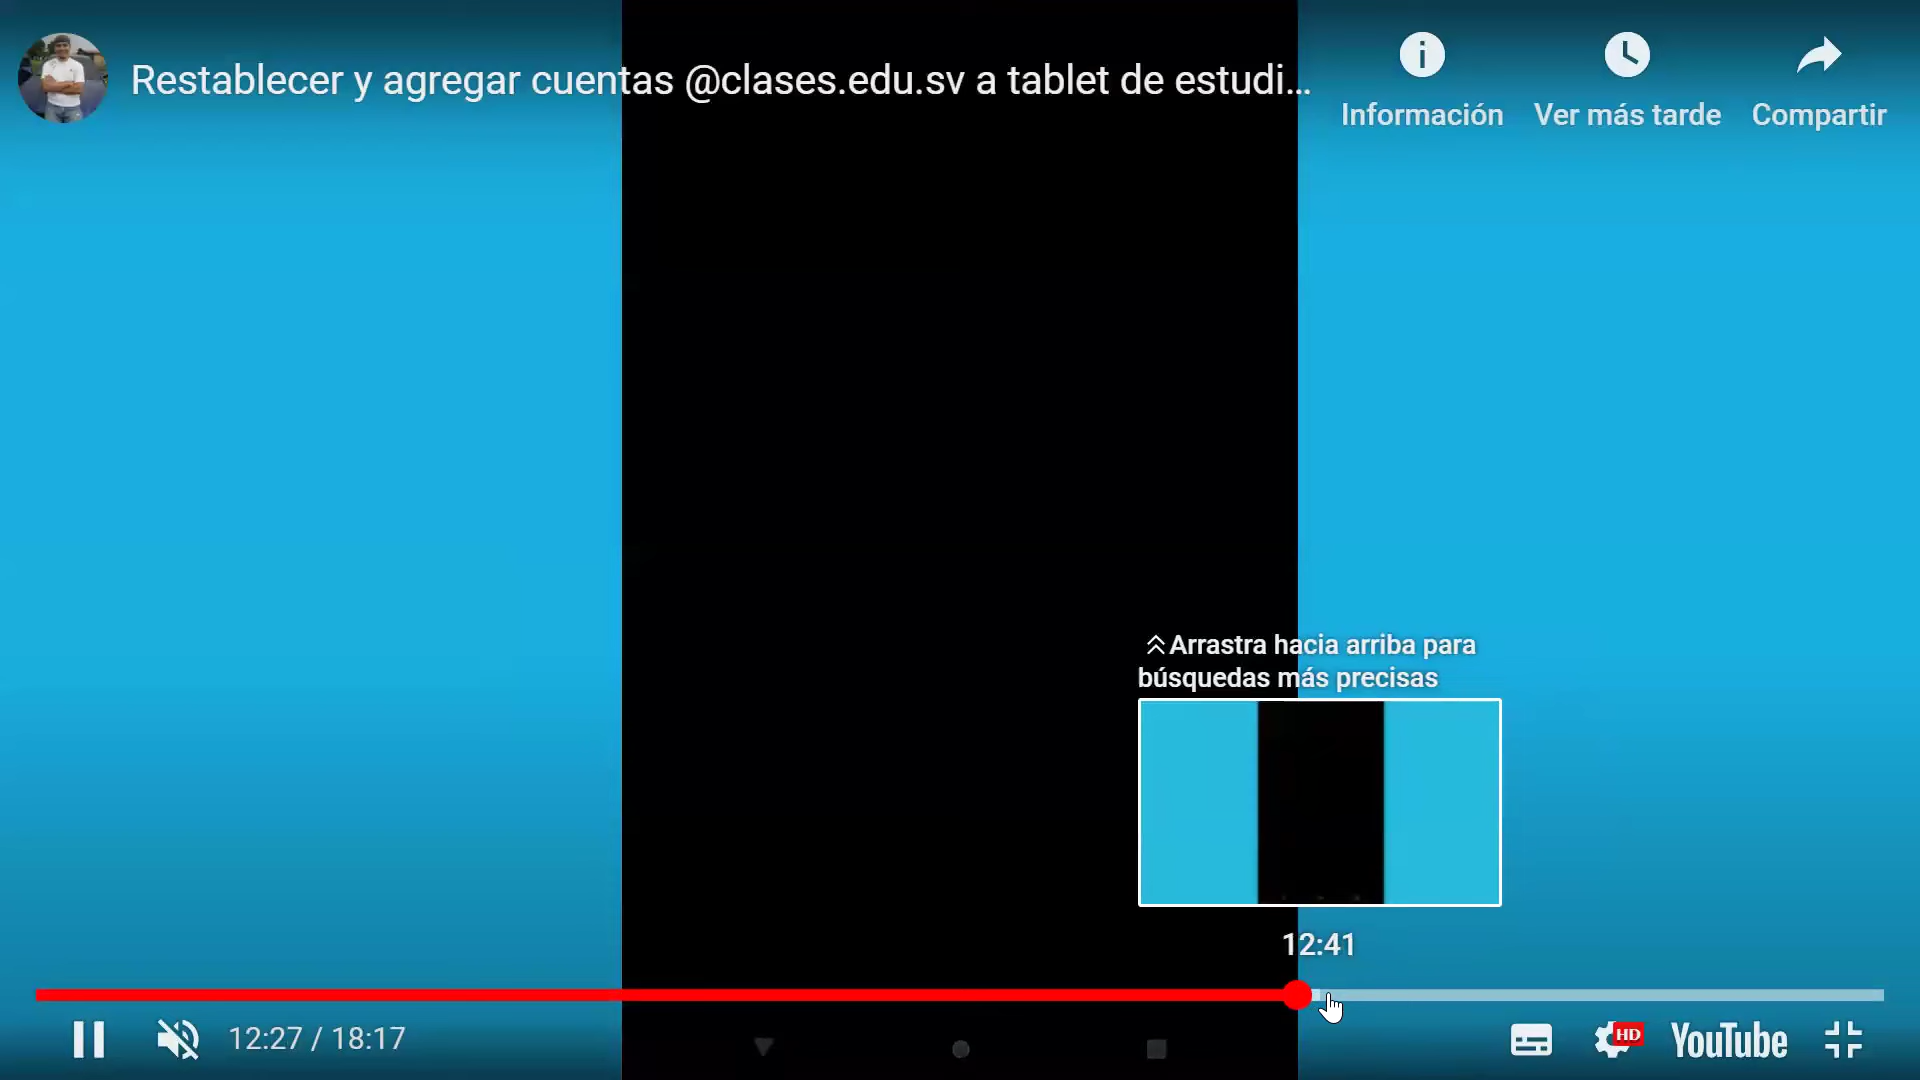 Restablecer y agregar cuentas @clases.edu.sv a tablet de estudi...
Información
Ver más tarde
Compartir
Arrastra hacia arriba para
búsquedas más precisas
12:41
12:27 / 18:17
HD
YouTube